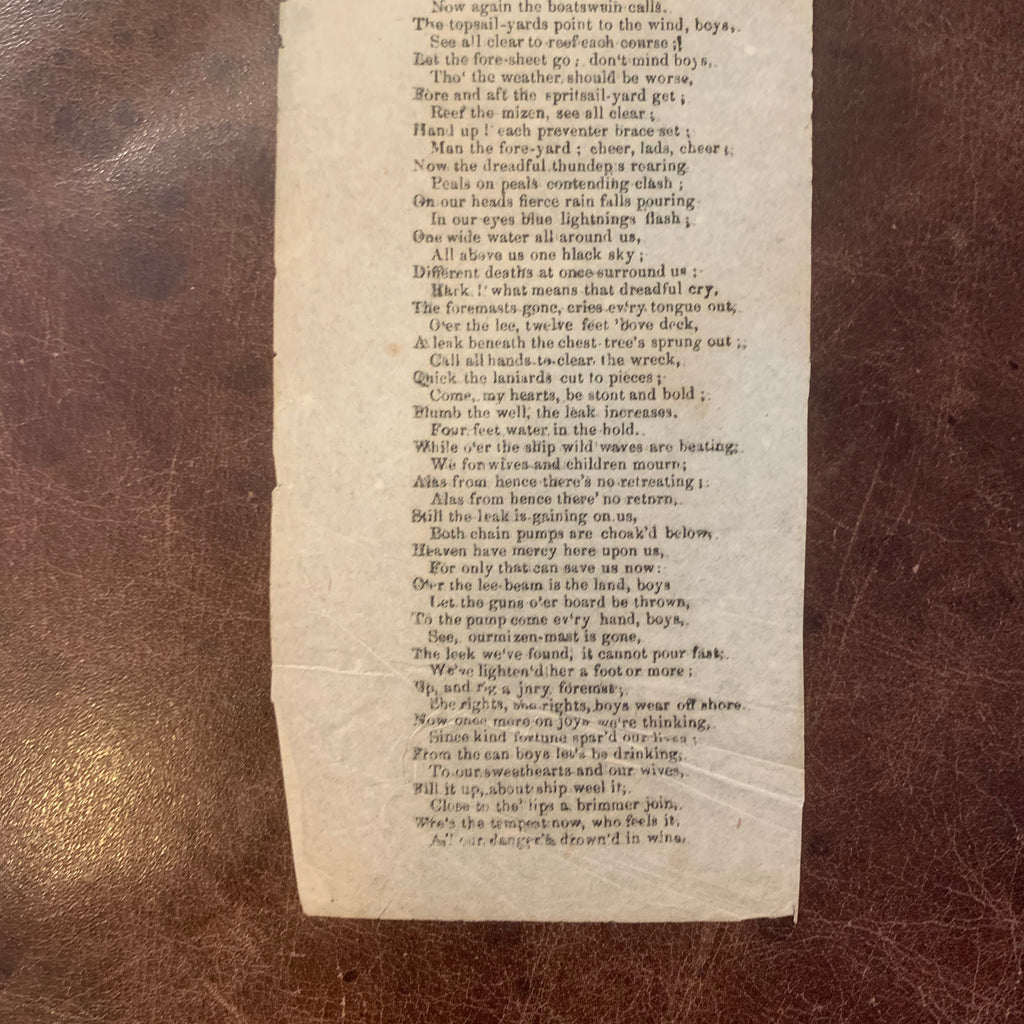 Now again the boatswain calls.
The topsail-yards point to the wind, boys,
See all clear to reef each course ;
Let the fore-sheet go ; don't mind boys,
Tho' the weather should be worse,
Fore and aft the spritsail-yard get ;
Reef the mizen, see all clear ;
Hand up ! each preventer brace set ;
Man the fore-yard ; cheer, lads, cheer ;
Now the dreadful thunder's roaring
Peals on peals contending clash ;
On our heads fierce rain falls pouring
In our eyes blue lightnings flash ;
One wide water all around us,
All above us one hlack sky ;
Different deaths at once surround us ;
Hark ! what means that dreadful cry,
The foremasts gone, cries ev'ry tongue out,
O'er the lee, twelve feet 'bove deck,
A leak beneath the chest-tree's sprung out ;
Call all hands to clear the wreck,
Quick the laniards cut to pieces ;
Come, my hearts, be stont and bold ;
Plumb the well, the leak increases.
Four feet water in the hold.
While o'er the ship wild waves are beating;
We for wives and children mourn;
Alas from hence there's no retreating ;
Alas from hence there' no retnrn,
Still the leak is gaining on us,
Both chain pumps are choak'd below,
Heaven have mercy here upon us,
For only that can save us now:
O'er the lee-beam is the land, boys
Let the guns o'er board be thrown,
To the pump come ev'ry hand, boys,
See, ourmizen-mast is gone,
The leek we've found, it cannot pour fast;
We've lighten'd her a foot or more ;
Up, and rig a jnry foremst ;
She rights, she rights, boys wear off shore.
Now once more on joys we're thinking,
Since kind fortune spar'd our lives ;
From the can boys let's be drinking,
To our sweethearts and our wives,
Fill it up, about ship weel it,
Close to the' lips a brimmer join,
Wre's the tempest now, who feels it,
All our danger's drown'd in wine.